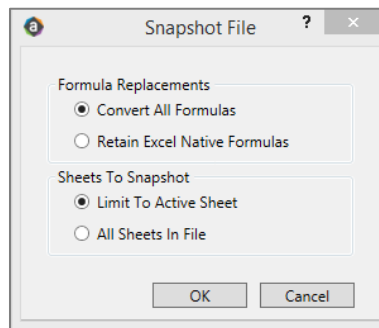 a Snapshot File ? ×
Formula Replacements
Convert All Formulas
Retain Excel Native Formulas
Sheets To Snapshot
Limit To Active Sheet
All Sheets In File
OK Cancel